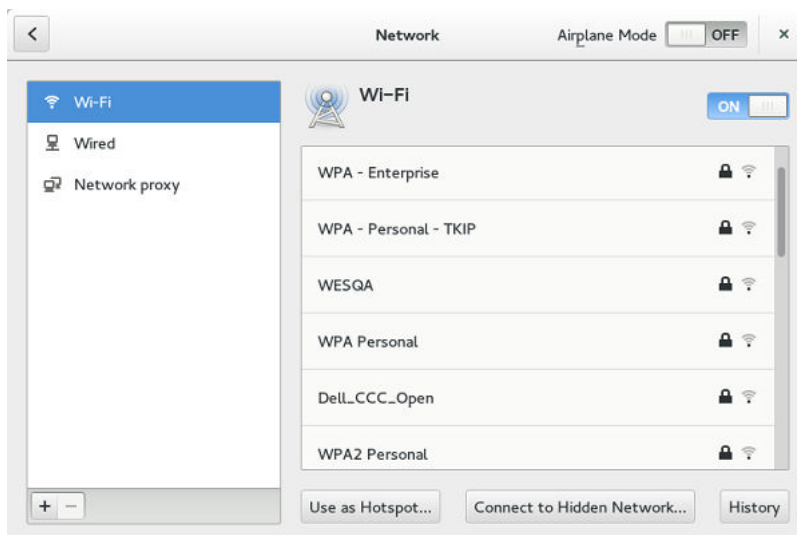 Network
Airplane Mode OFF
Wi-Fi
Wired
Network proxy
Wi-Fi
ON
WPA - Enterprise
WPA - Personal - TKIP
WESQA
WPA Personal
Dell_CCC_Open
WPA2 Personal
Use as Hotspot... Connect to Hidden Network... History